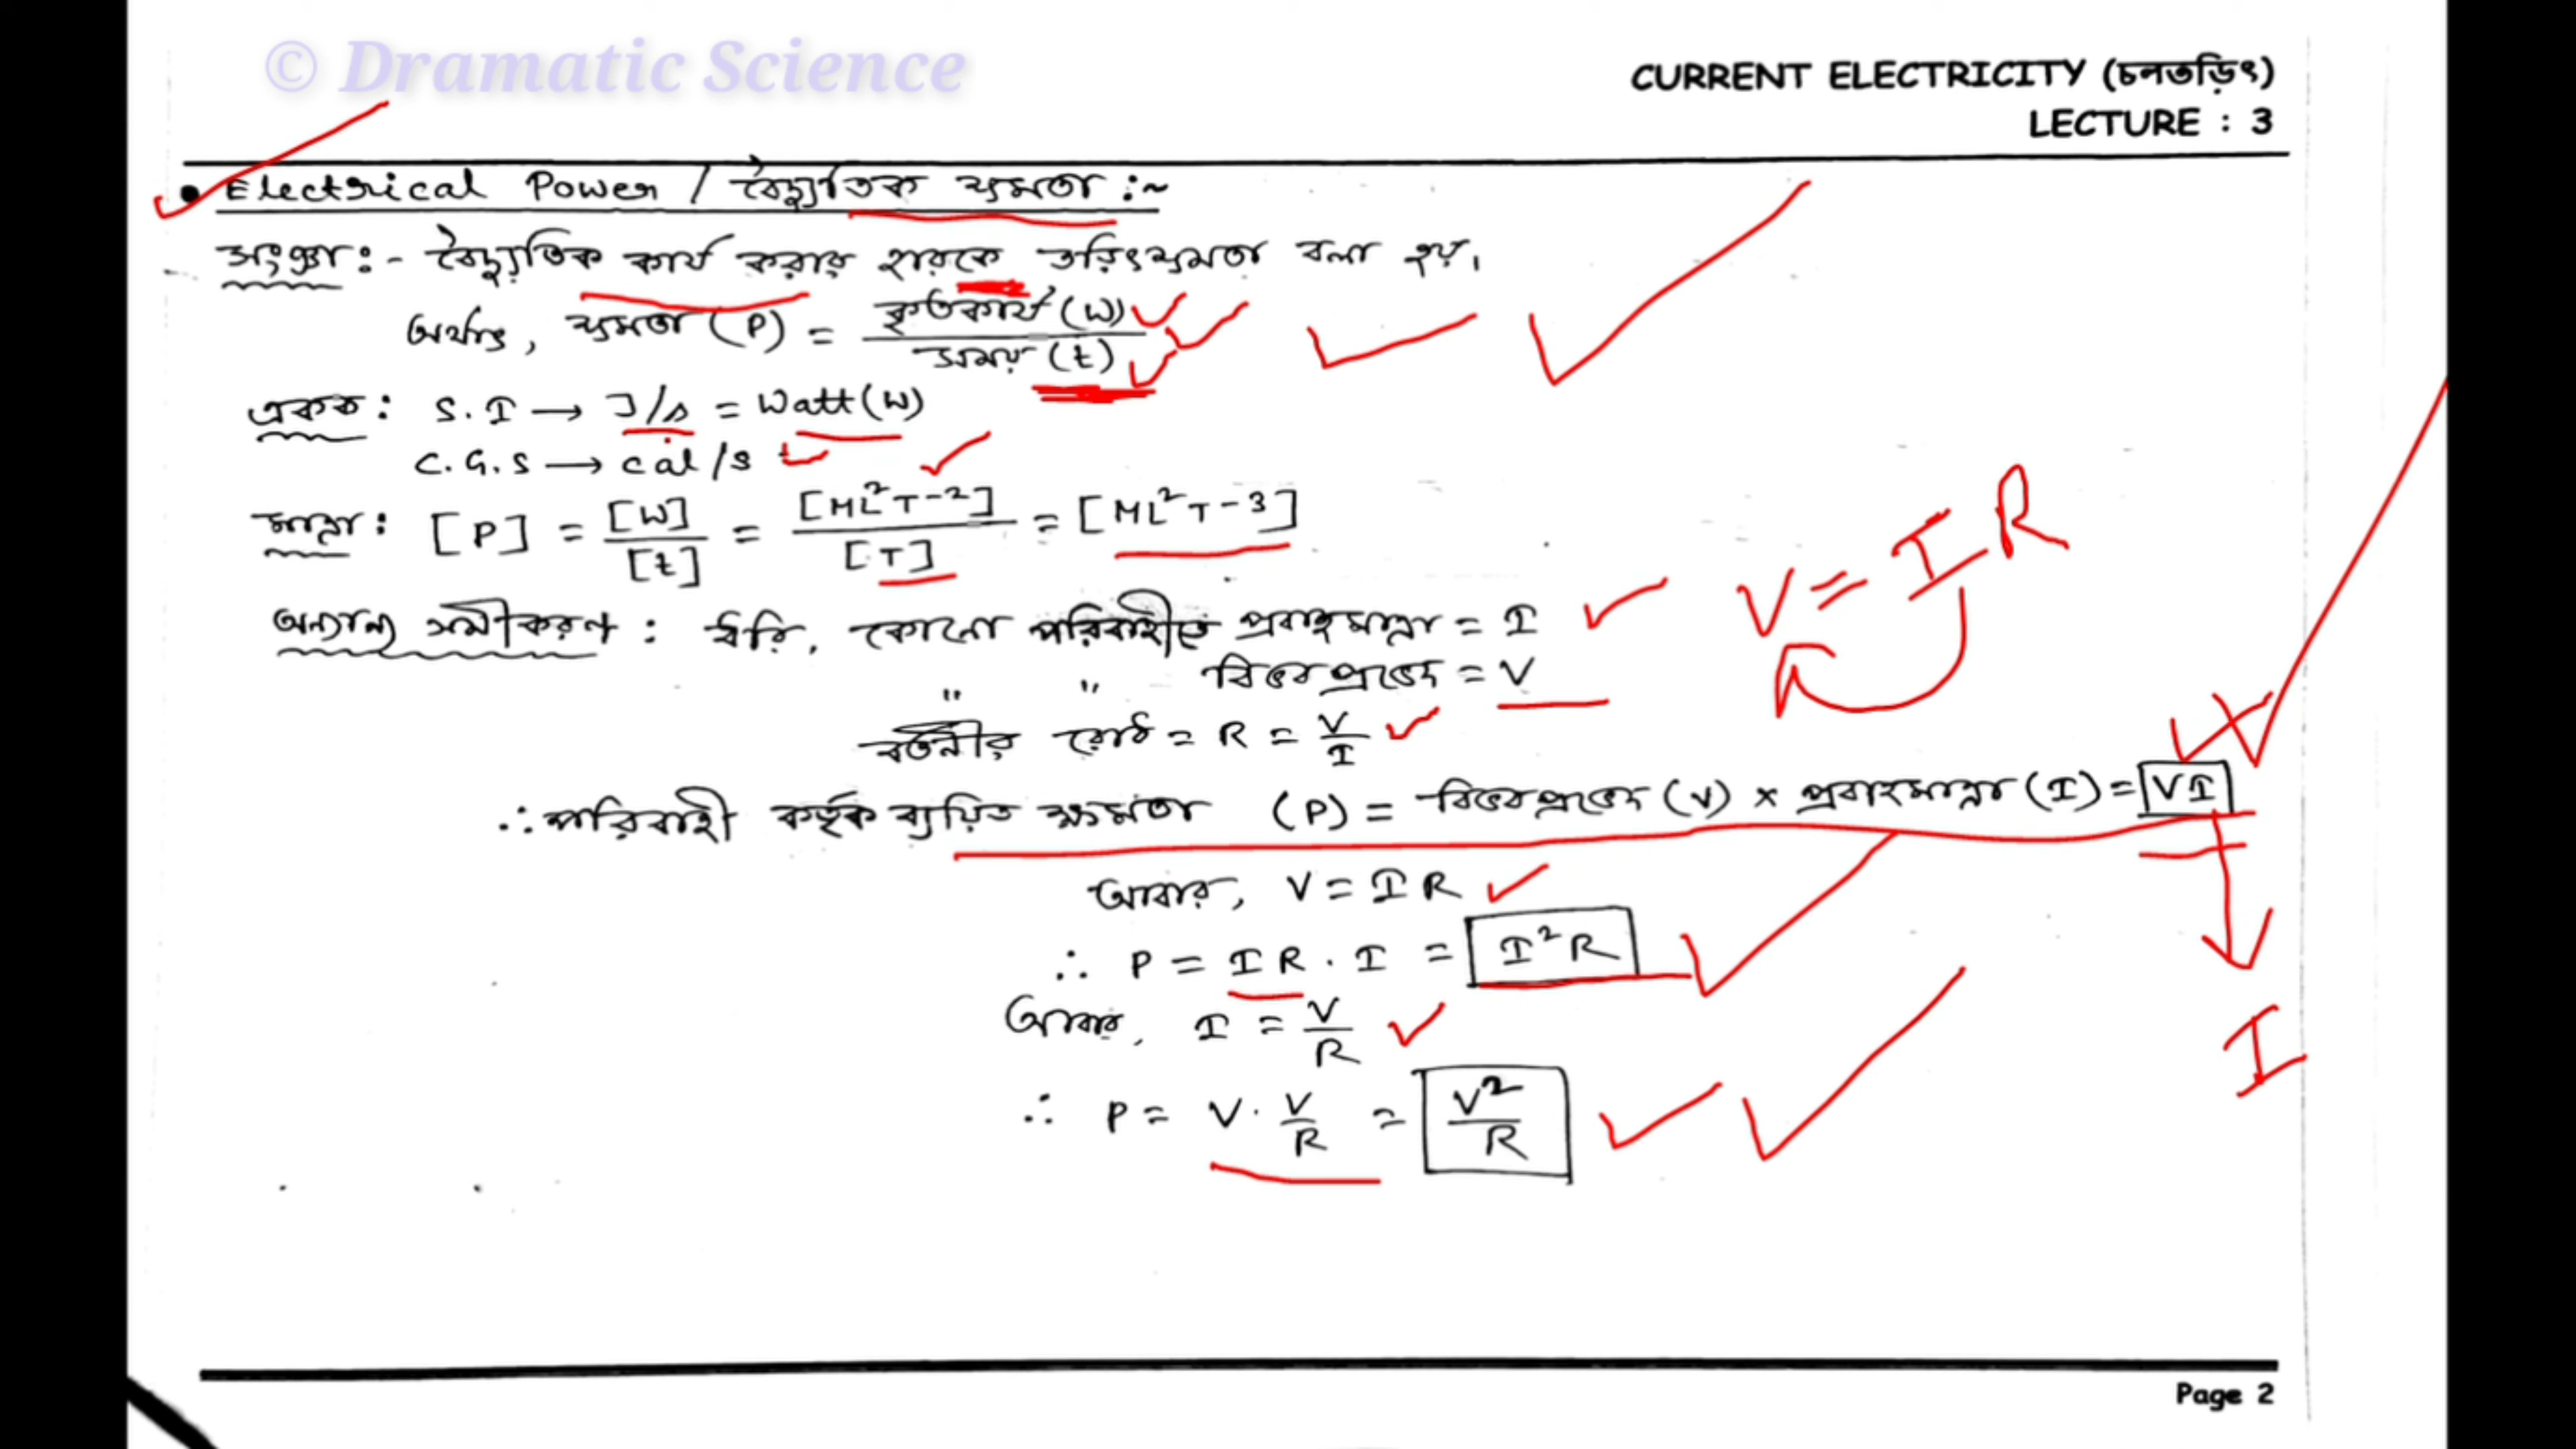 © Dramatic Science
CURRENT ELECTRICITY (চলতড়িৎ)
LECTURE : 3
• Electrical Power / বৈদ্যুতিক ক্ষমতা :~
সংজ্ঞা :- বৈদ্যুতিক কার্য করার হারকে তরিৎক্ষমতা বলা হয়।
অর্থাৎ, ক্ষমতা (P) = কৃতকার্য (W) / সময় (t)
একক : S.I → J/s = Watt (W)
C.G.S → cal/s
মাত্রা : [P] = [W]/[t] = [ML²T-2]/[T] = [ML²T-3]
V = IR
অন্যান্য সমীকরণ : ধরি, কোনো পরিবাহীতে প্রবাহমাত্রা = I
" " বিভবপ্রভেদ = V
বর্তনীর রোধ = R = V/I
∴ পরিবাহী কর্তৃক ব্যয়িত ক্ষমতা (P) = বিভবপ্রভেদ (V) × প্রবাহমাত্রা (I) = VI
আবার, V = IR
∴ P = IR . I = I²R
আবার, I = V/R
I
∴ P = V . V/R = V²/R
Page 2